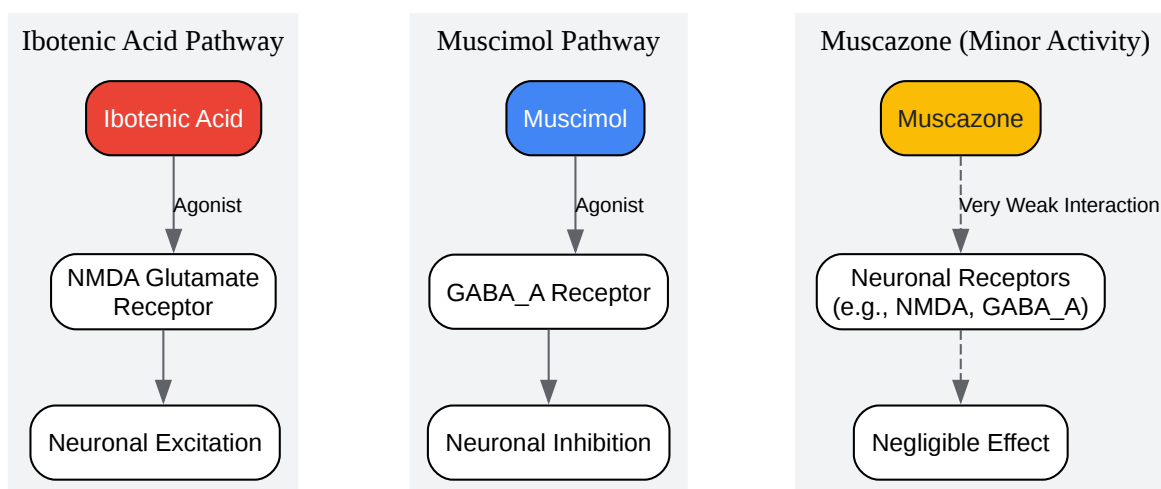 Ibotenic Acid Pathway
Ibotenic Acid
Agonist
NMDA Glutamate
Receptor
Neuronal Excitation
Muscimol Pathway
Muscimol
Agonist
GABA_A Receptor
Neuronal Inhibition
Muscazone (Minor Activity)
Muscazone
Very Weak Interaction
Neuronal Receptors
(e.g., NMDA, GABA_A)
Negligible Effect